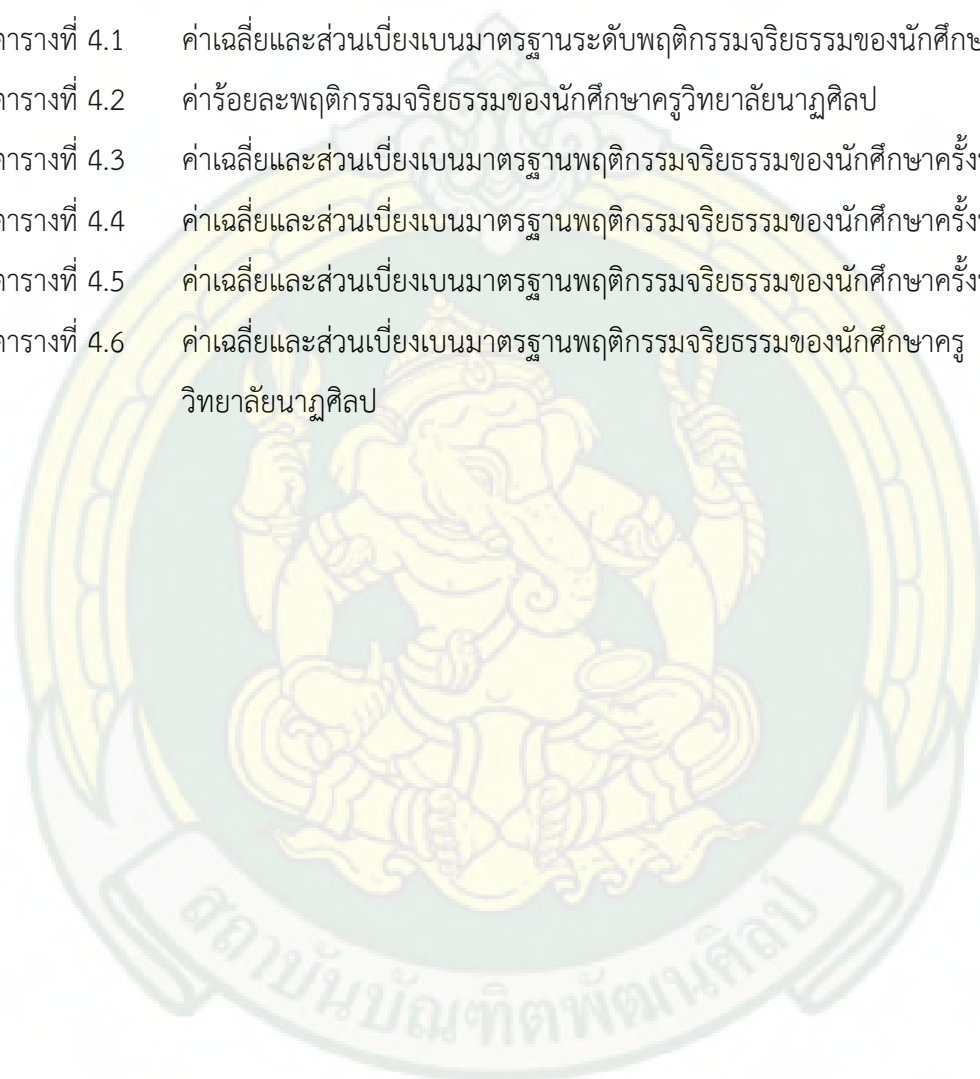 ตารางที่ 4.1 ค่าเฉลี่ยและส่วนเบี่ยงเบนมาตรฐานระดับพฤติกรรมจริยธรรมของ
ตารางที่ 4.2 ค่าร้อยละพฤติกรรมจริยธรรมของนักศึกษาครูวิทยาลัยนาฏศิลป
ตารางที่ 4.3 ค่าเฉลี่ยและส่วนเบี่ยงเบนมาตรฐานพฤติกรรมจริยธรรมของนักศึกษาครั้ง
ตารางที่ 4.4 ค่าเฉลี่ยและส่วนเบี่ยงเบนมาตรฐานพฤติกรรมจริยธรรมของนักศึกษาครั้ง
ตารางที่ 4.5 ค่าเฉลี่ยและส่วนเบี่ยงเบนมาตรฐานพฤติกรรมจริยธรรมของนักศึกษาครั้ง
ตารางที่ 4.6 ค่าเฉลี่ยและส่วนเบี่ยงเบนมาตรฐานพฤติกรรมจริยธรรมของนักศึกษาครู
วิทยาลัยนาฏศิลป
สถาบันบัณฑิตพัฒนศิลป์